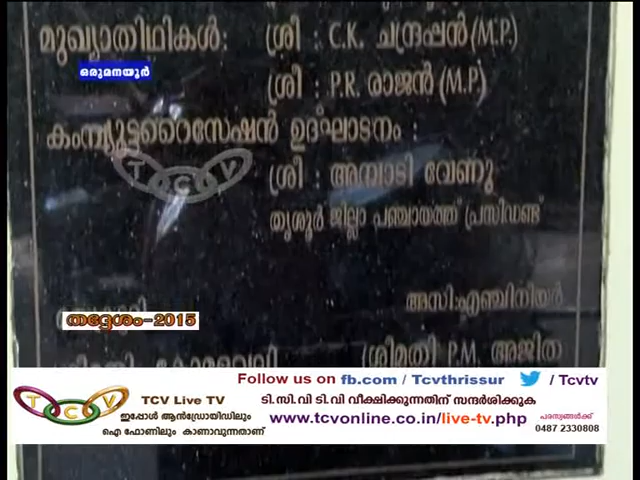 മുഖ്യാതിഥികൾ: ശ്രീ : C.K. ചന്ദ്രപ്പൻ (M.P.)
ഒരുമനയൂർ
ശ്രീ : P.R. രാജൻ (M.P.)
കംമ്പ്യൂട്ടറൈസേഷൻ ഉദ്ഘാടനം :
TCV
ശ്രീ : അമ്പാടി വേണു
തൃശൂർ ജില്ലാ പഞ്ചായത്ത് പ്രസിഡണ്ട്
അസി:എഞ്ചിനീയർ
തദ്ദേശം-2015
(ശ്രീമതി P.M. അജിത
Follow us on fb.com / Tcvthrissur / Tcvtv
TCV
TCV Live TV
ഇപ്പോൾ ആൻഡ്രോയിഡിലും
ഐ ഫോണിലും കാണാവുന്നതാണ്
ടി.സി.വി ടി.വി വീക്ഷിക്കുന്നതിന് സന്ദർശിക്കുക
www.tcvonline.co.in/live-tv.php
പരസ്യങ്ങൾക്ക്
0487 2330808